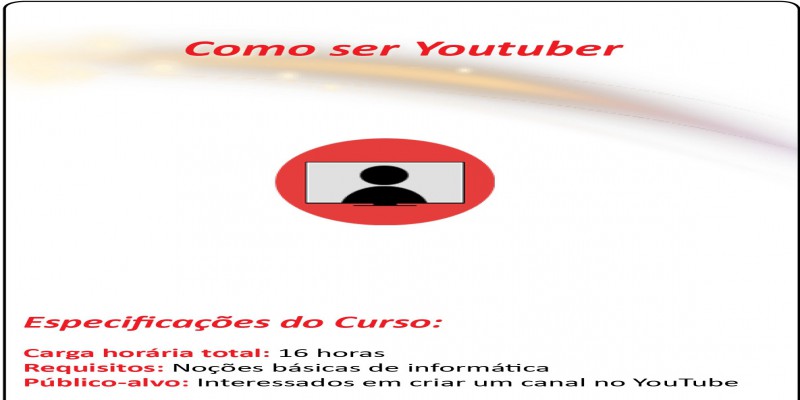 Como ser Youtuber
Especificações do Curso:
Carga horária total: 16 horas
Requisitos: Noções básicas de informática
Público-alvo: Interessados em criar um canal no YouTube